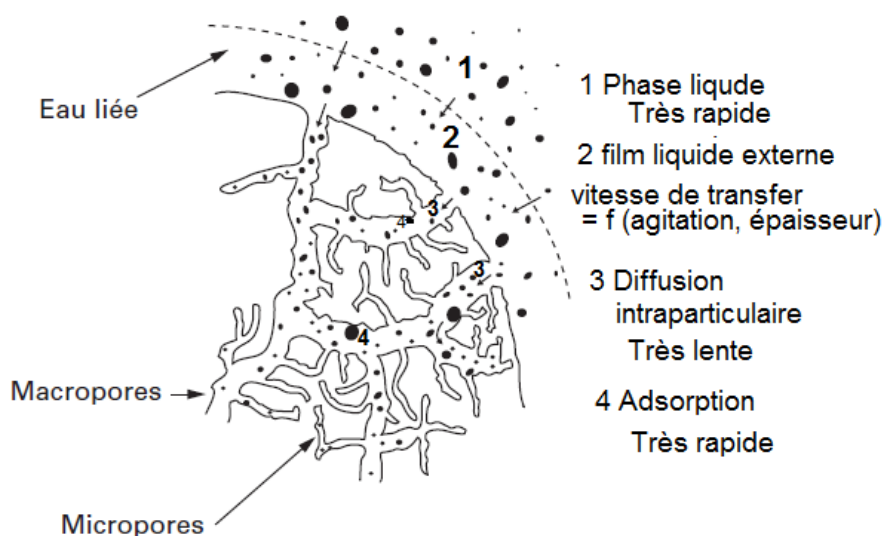 1
1 Phase liqude
Très rapide
Eau liée
2
2 film liquide externe
vitesse de transfer
= f (agitation, épaisseur)
3
4
3
3 Diffusion
intraparticulaire
4
Très lente
Macropores
4 Adsorption
Très rapide
Micropores